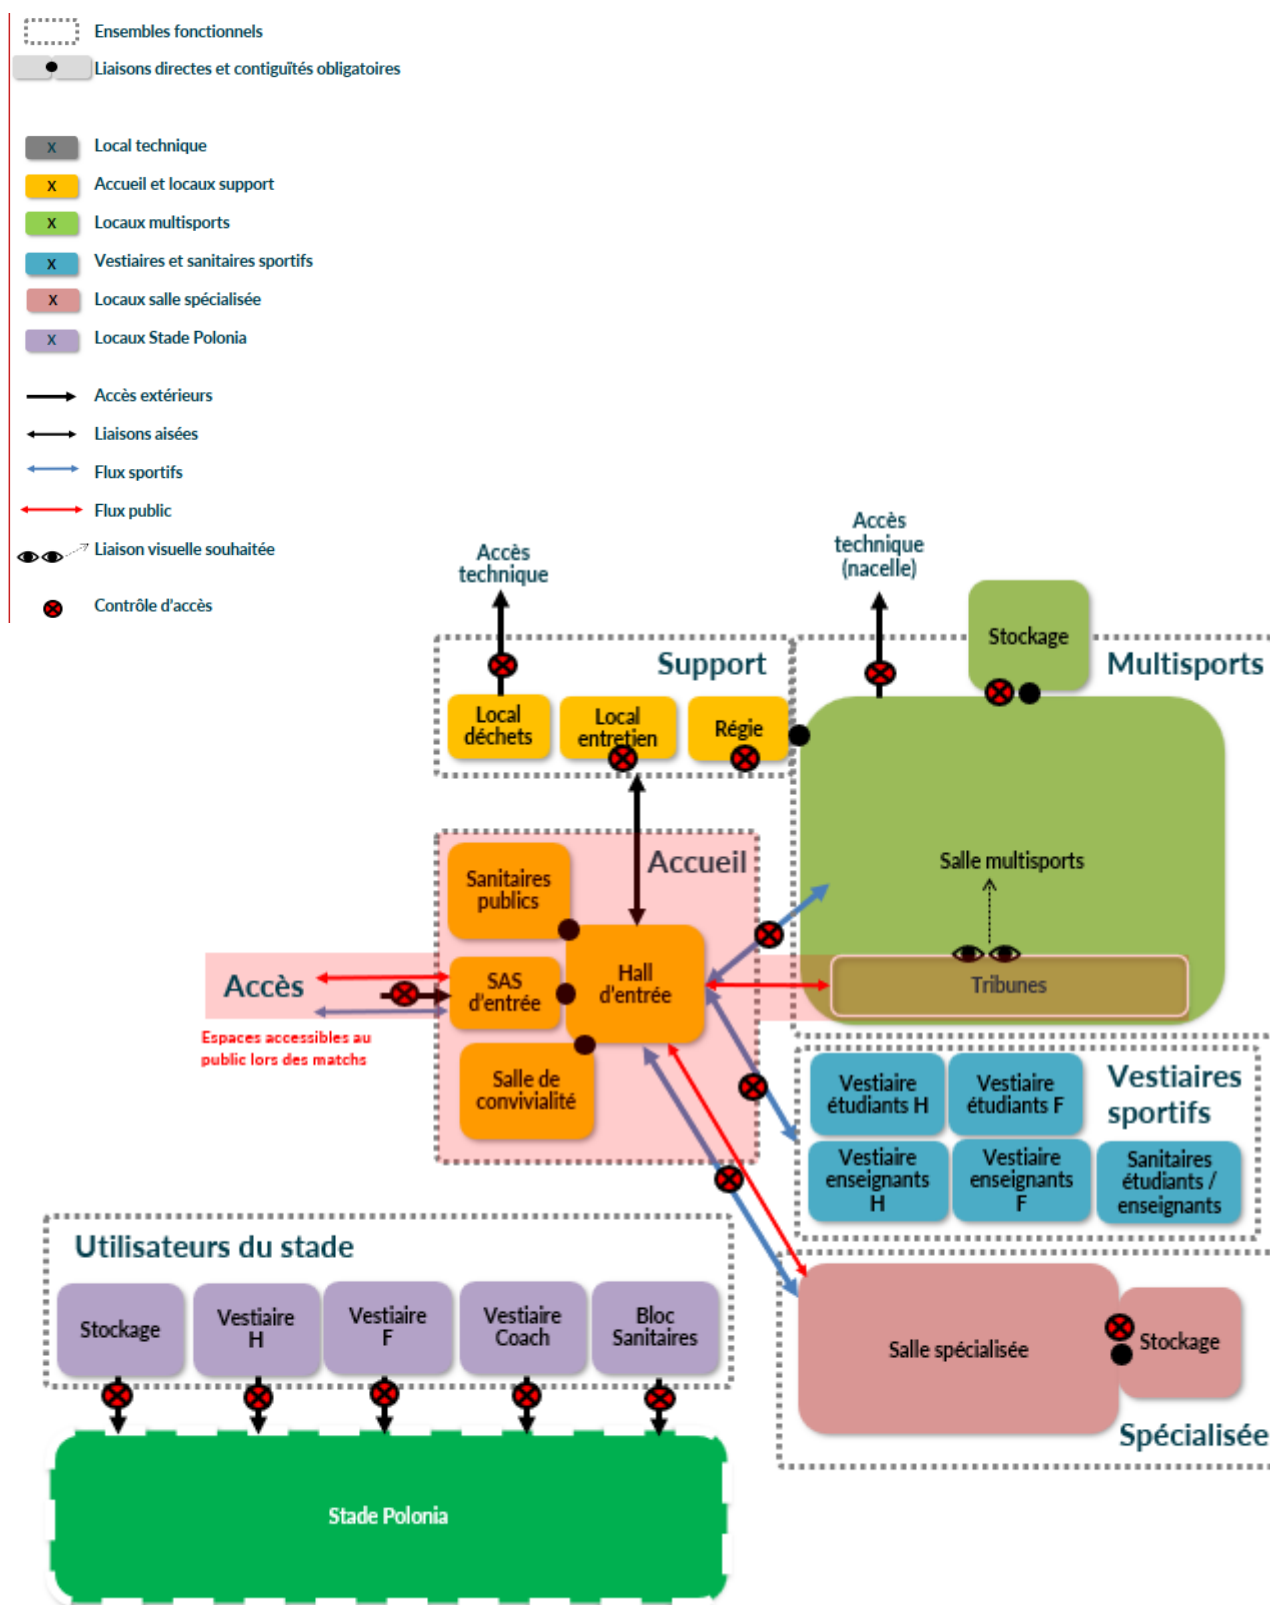 Ensembles fonctionnels
Liaisons directes et contiguïtés obligatoires
X Local technique
X Accueil et locaux support
X Locaux multisports
X Vestiaires et sanitaires sportifs
X Locaux salle spécialisée
X Locaux Stade Polonia
Accès extérieurs
Liaisons aisées
Flux sportifs
Flux public
Liaison visuelle souhaitée
Contrôle d'accès
Accès
technique
Accès
technique
(nacelle)
Support
Local
déchets
Local
entretien
Régie
Stockage
Multisports
Salle multisports
Tribunes
Accueil
Sanitaires
publics
SAS
d'entrée
Hall
d'entrée
Salle de
convivialité
Accès
Espaces accessibles au
public lors des matchs
Vestiaires
sportifs
Vestiaire
étudiants H
Vestiaire
étudiants F
Vestiaire
enseignants
H
Vestiaire
enseignants
F
Sanitaires
étudiants /
enseignants
Utilisateurs du stade
Stockage
Vestiaire
H
Vestiaire
F
Vestiaire
Coach
Bloc
Sanitaires
Salle spécialisée
Stockage
Spécialisée
Stade Polonia